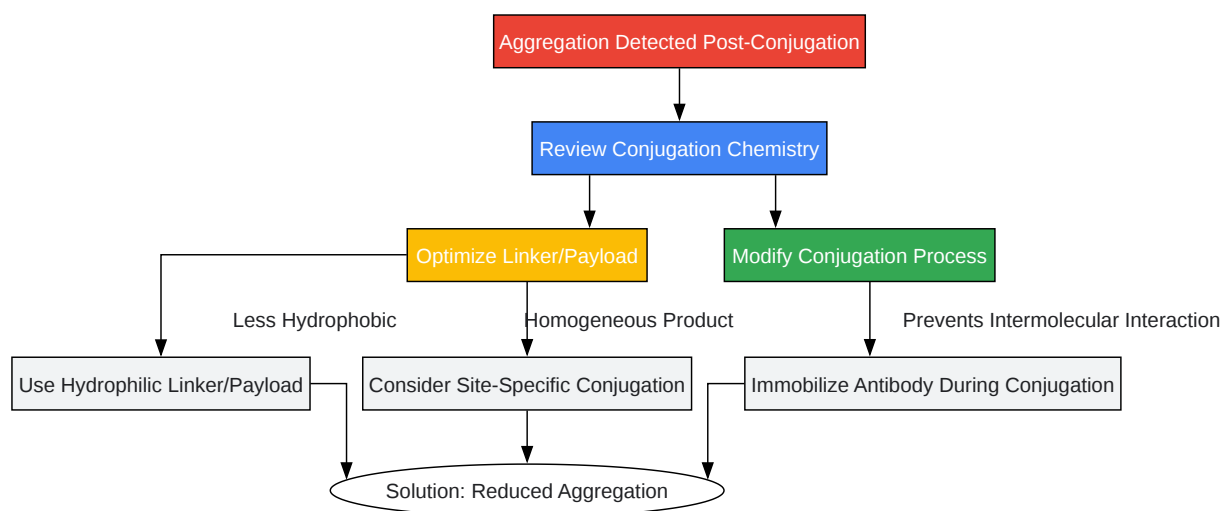 Aggregation Detected Post-Conjugation
Review Conjugation Chemistry
Optimize Linker/Payload
Modify Conjugation Process
Less Hydrophobic
Homogeneous Product
Prevents Intermolecular Interaction
Use Hydrophilic Linker/Payload
Consider Site-Specific Conjugation
Immobilize Antibody During Conjugation
Solution: Reduced Aggregation